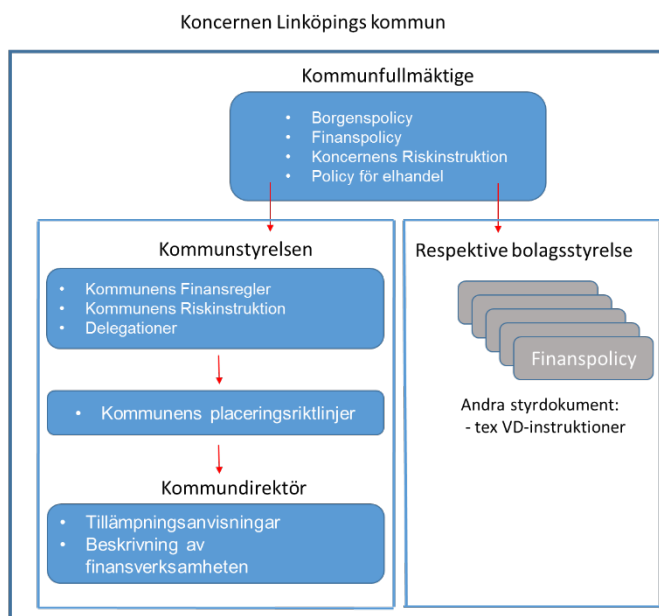 Koncernen Linköpings kommun
Kommunfullmäktige
• Borgenspolicy
• Finanspolicy
• Koncernens Riskinstruktion
• Policy för elhandel
Kommunstyrelsen
• Kommunens Finansregler
• Kommunens Riskinstruktion
• Delegationer
• Kommunens placeringsriktlinjer
Kommundirektör
• Tillämpningsanvisningar
• Beskrivning av
finansverksamheten
Respektive bolagsstyrelse
Finanspolicy
Andra styrdokument:
- tex VD-instruktioner